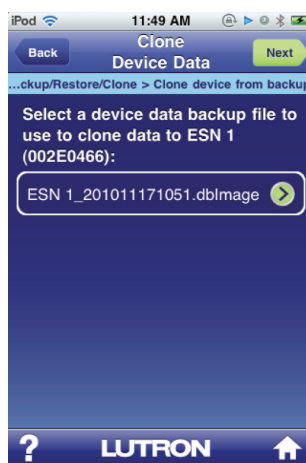 iPod 11:49 AM
Clone
Back Device Data Next
...ckup/Restore/Clone > Clone device from backup
Select a device data backup file to
use to clone data to ESN 1
(002E0466):
ESN 1_201011171051.dbImage
? LUTRON